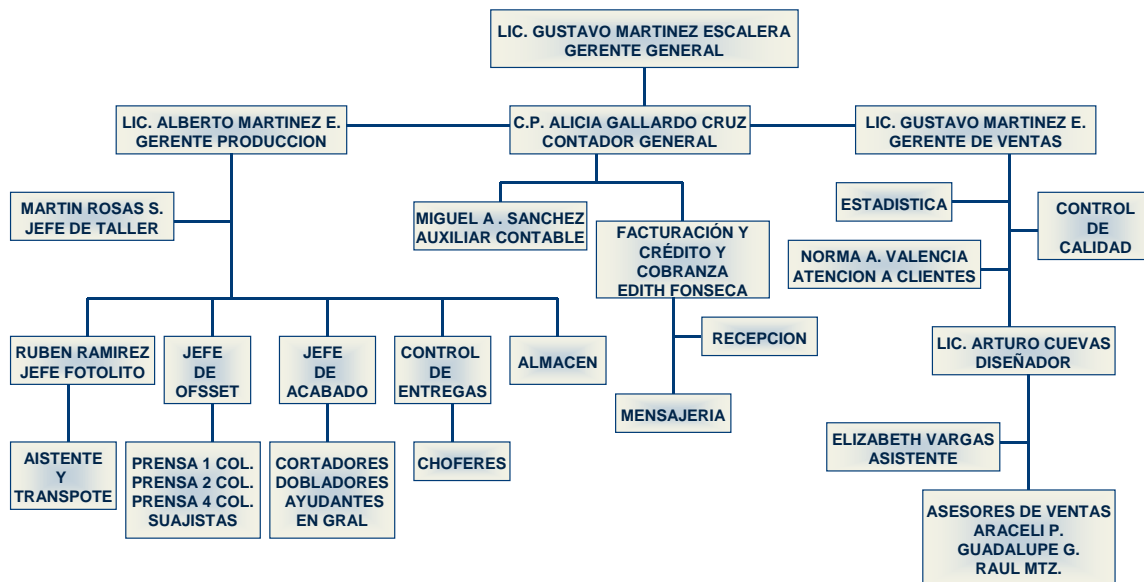 LIC. GUSTAVO MARTINEZ ESCALERA
GERENTE GENERAL
LIC. ALBERTO MARTINEZ E.
GERENTE PRODUCCION
C.P. ALICIA GALLARDO CRUZ
CONTADOR GENERAL
LIC. GUSTAVO MARTINEZ E.
GERENTE DE VENTAS
MARTIN ROSAS S.
JEFE DE TALLER
MIGUEL A . SANCHEZ
AUXILIAR CONTABLE
FACTURACIÓN Y
CRÉDITO Y
COBRANZA
EDITH FONSECA
ESTADISTICA
CONTROL
DE
CALIDAD
NORMA A. VALENCIA
ATENCION A CLIENTES
RUBEN RAMIREZ
JEFE FOTOLITO
JEFE
DE
OFSSET
JEFE
DE
ACABADO
CONTROL
DE
ENTREGAS
ALMACEN
RECEPCION
MENSAJERIA
LIC. ARTURO CUEVAS
DISEÑADOR
AISTENTE
Y
TRANSPOTE
PRENSA 1 COL.
PRENSA 2 COL.
PRENSA 4 COL.
SUAJISTAS
CORTADORES
DOBLADORES
AYUDANTES
EN GRAL
CHOFERES
ELIZABETH VARGAS
ASISTENTE
ASESORES DE VENTAS
ARACELI P.
GUADALUPE G.
RAUL MTZ.